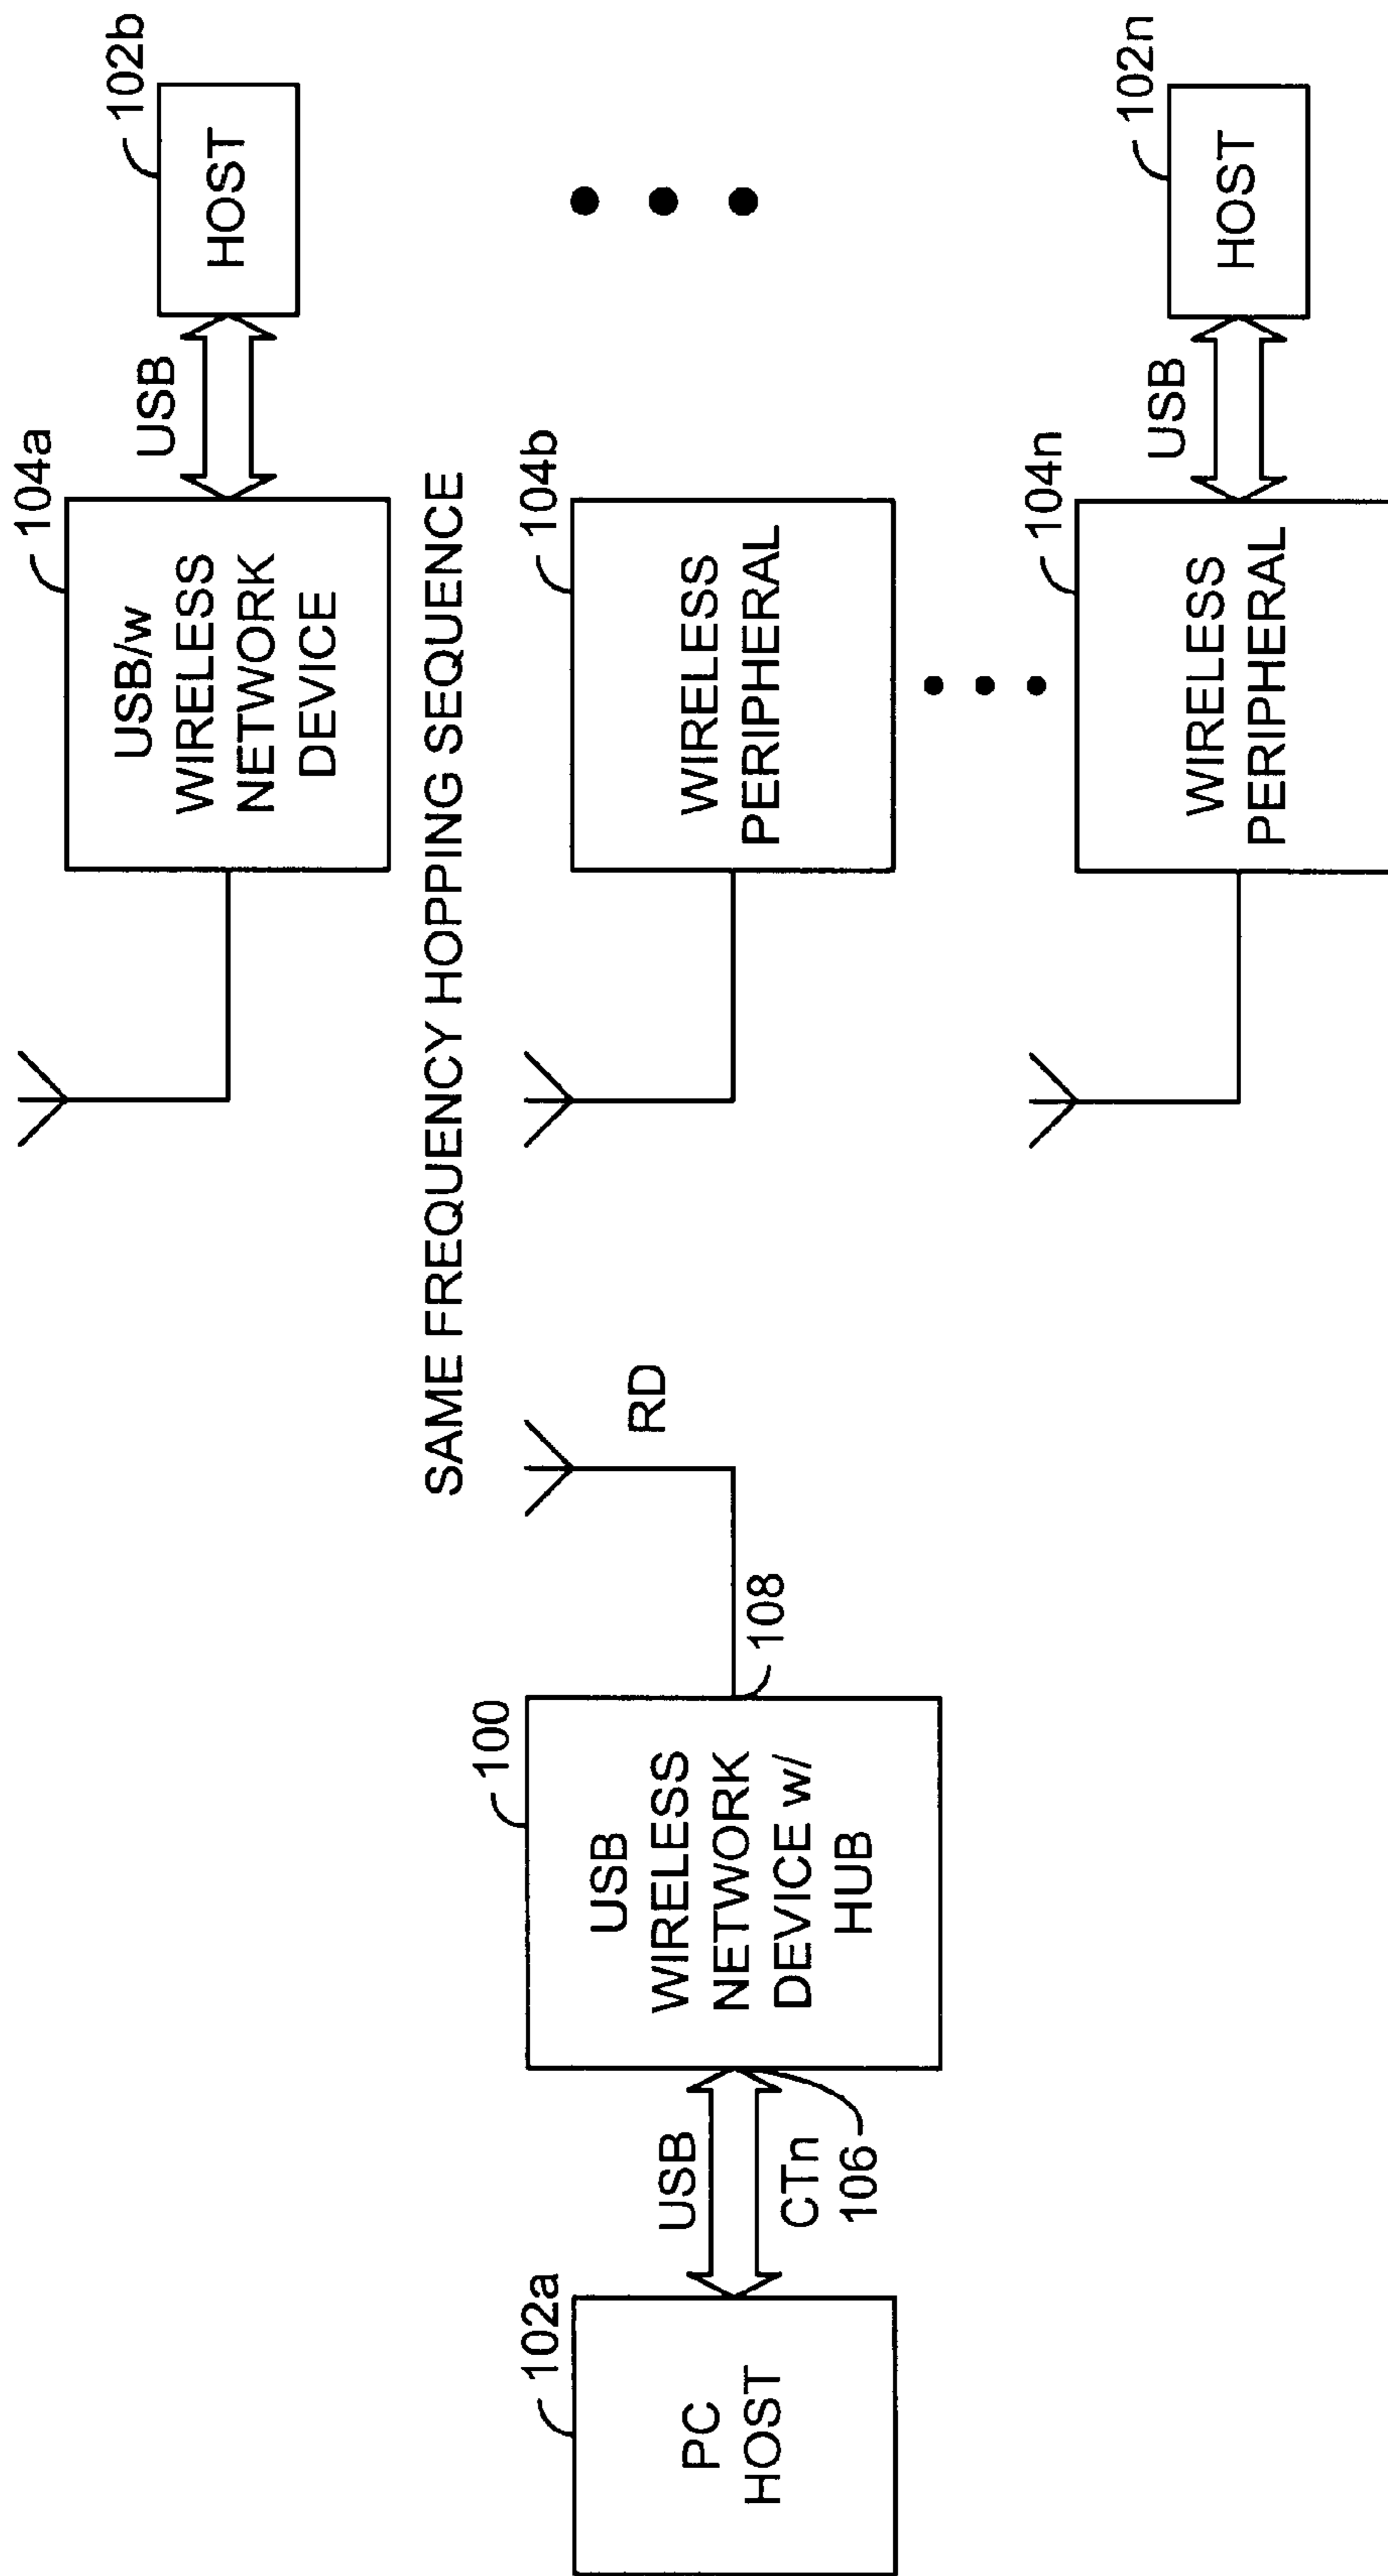 102a
PC
HOST
USB
CTn
106
100
USB
WIRELESS
NETWORK
DEVICE w/
HUB
108
RD
SAME FREQUENCY HOPPING SEQUENCE
104a
USB/w
WIRELESS
NETWORK
DEVICE
USB
102b
HOST
104b
WIRELESS
PERIPHERAL
104n
WIRELESS
PERIPHERAL
USB
102n
HOST